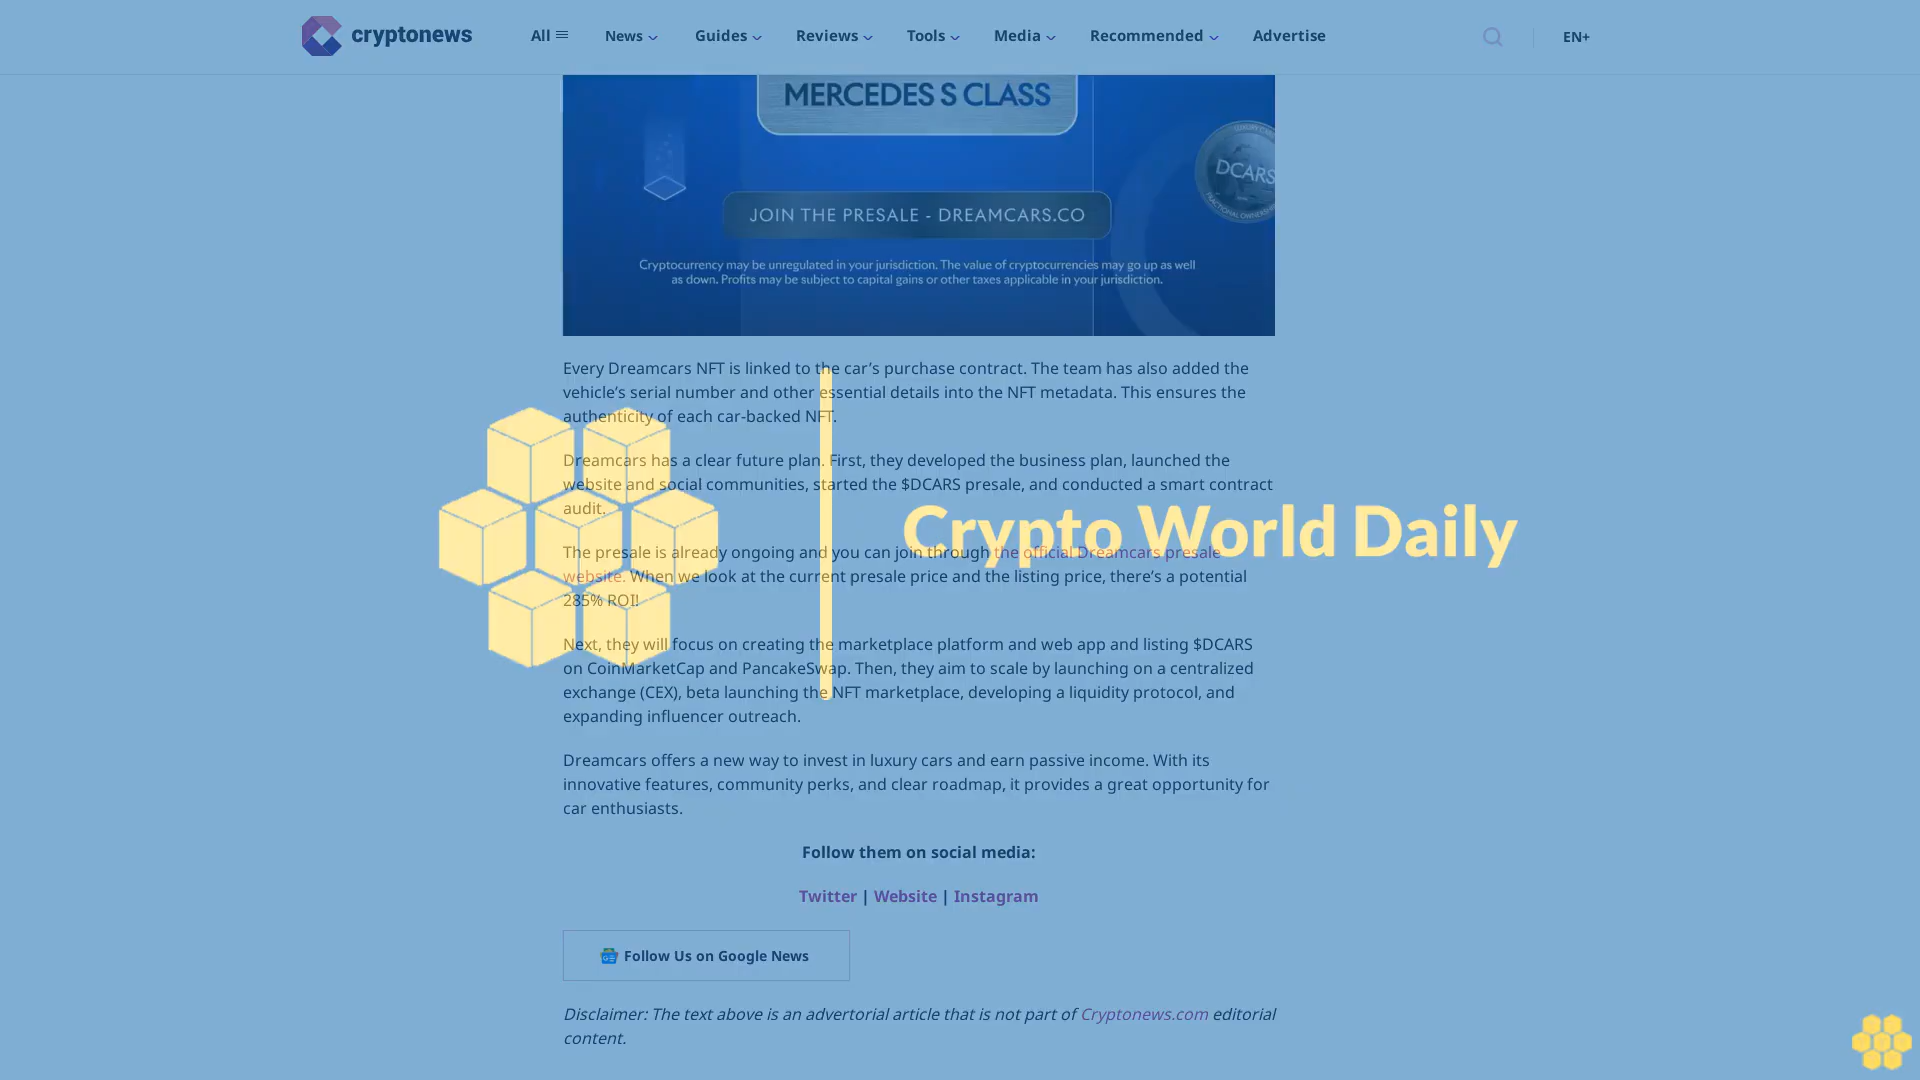 cryptonews
All
News
Guides
Reviews
Tools
Media
Recommended
Advertise
EN+
MERCEDES S CLASS
LUXURY CARS
DCARS
FRACTIONAL OWNERSHIP
JOIN THE PRESALE - DREAMCARS.CO
Cryptocurrency may be unregulated in your jurisdiction. The value of cryptocurrencies may go up as well
as down. Profits may be subject to capital gains or other taxes applicable in your jurisdiction.
Every Dreamcars NFT is linked to the car’s purchase contract. The team has also added the
vehicle’s serial number and other essential details into the NFT metadata. This ensures the
authenticity of each car-backed NFT.
Dreamcars has a clear future plan. First, they developed the business plan, launched the
website and social communities, started the $DCARS presale, and conducted a smart contract
audit.
Crypto World Daily
The presale is already ongoing and you can join through the official Dreamcars presale
website. When we look at the current presale price and the listing price, there’s a potential
285% ROI!
Next, they will focus on creating the marketplace platform and web app and listing $DCARS
on CoinMarketCap and PancakeSwap. Then, they aim to scale by launching on a centralized
exchange (CEX), beta launching the NFT marketplace, developing a liquidity protocol, and
expanding influencer outreach.
Dreamcars offers a new way to invest in luxury cars and earn passive income. With its
innovative features, community perks, and clear roadmap, it provides a great opportunity for
car enthusiasts.
Follow them on social media:
Twitter | Website | Instagram
Follow Us on Google News
Disclaimer: The text above is an advertorial article that is not part of Cryptonews.com editorial
content.